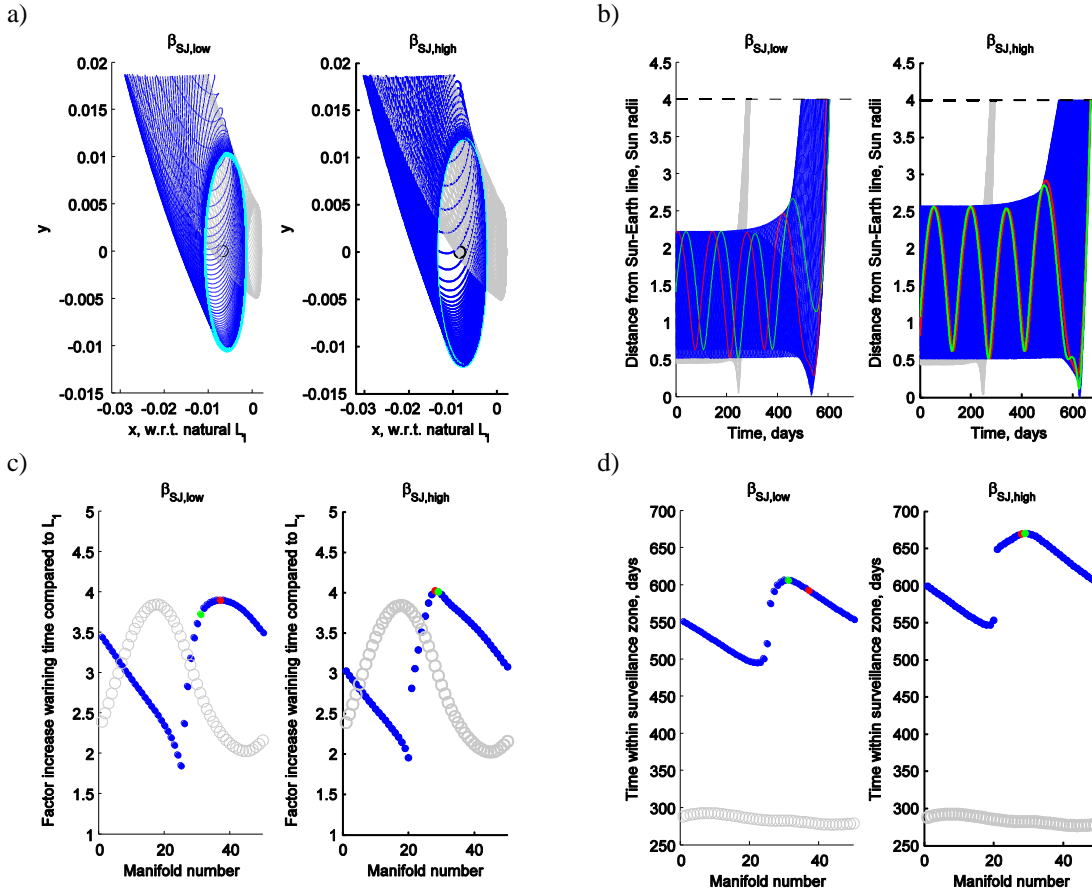 a)
β_SJ,low
β_SJ,high
0.02
0.015
0.01
0.005
0
-0.005
-0.01
-0.015
y
-0.03 -0.02 -0.01 0
x, w.r.t. natural L_1
0.02
0.015
0.01
0.005
0
-0.005
-0.01
-0.015
y
-0.03 -0.02 -0.01 0
x, w.r.t. natural L_1
b)
β_SJ,low
β_SJ,high
4.5
4
3.5
3
2.5
2
1.5
1
0.5
0
Distance from Sun-Earth line, Sun radii
0 200 400 600
Time, days
4.5
4
3.5
3
2.5
2
1.5
1
0.5
0
Distance from Sun-Earth line, Sun radii
0 200 400 600
Time, days
c)
β_SJ,low
β_SJ,high
5
4.5
4
3.5
3
2.5
2
1.5
1
Factor increase warining time compared to L_1
0 20 40
Manifold number
5
4.5
4
3.5
3
2.5
2
1.5
1
Factor increase warining time compared to L_1
0 20 40
Manifold number
d)
β_SJ,low
β_SJ,high
700
650
600
550
500
450
400
350
300
250
Time within surveillance zone, days
0 20 40
Manifold number
700
650
600
550
500
450
400
350
300
250
Time within surveillance zone, days
0 20 40
Manifold number